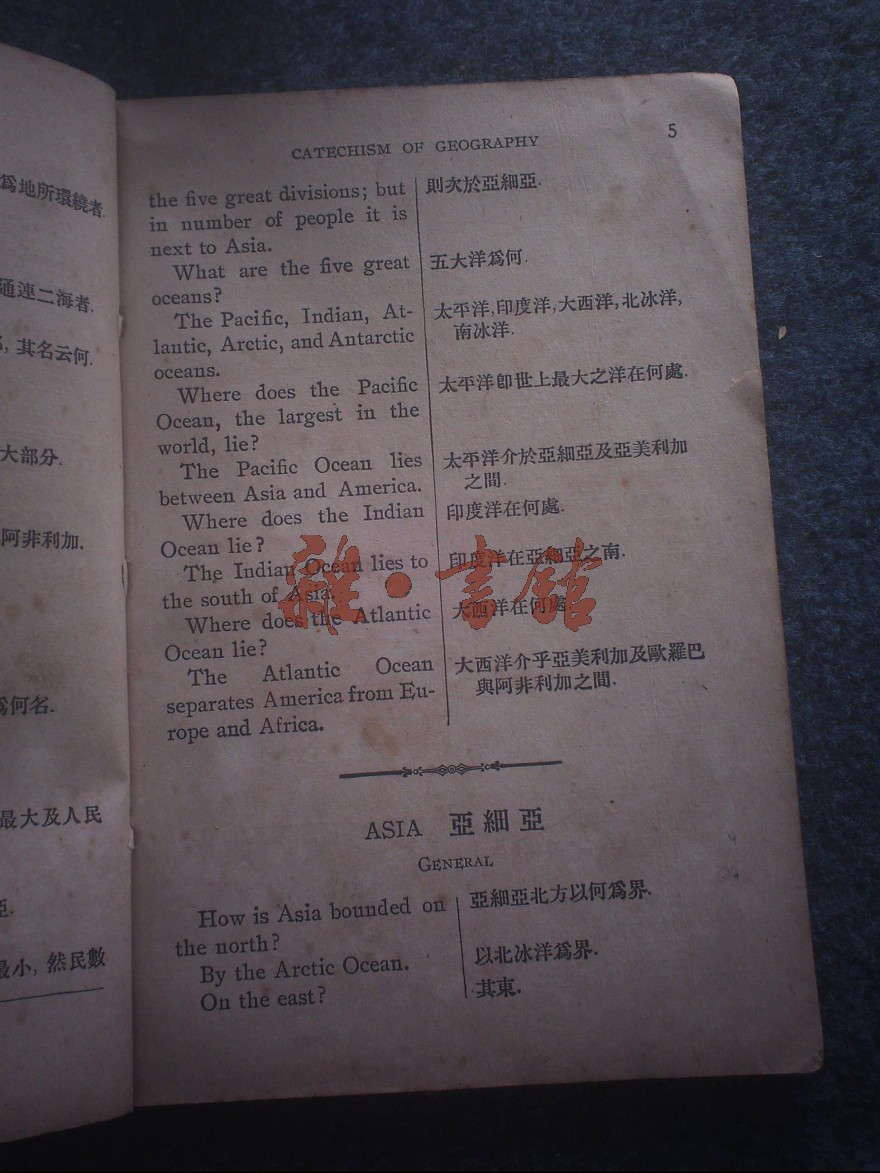 爲地所環繞者.
通連二海者.
其名云何.
大部分.
阿非利加.
爲何名.
最大及人民
亞.
最小, 然民數
CATECHISM OF GEOGRAPHY 5
the five great divisions; but
in number of people it is
next to Asia.
What are the five great
oceans?
The Pacific, Indian, At-
lantic, Arctic, and Antarctic
oceans.
Where does the Pacific
Ocean, the largest in the
world, lie?
The Pacific Ocean lies
between Asia and America.
Where does the Indian
Ocean lie?
The Indian Ocean lies to
the south of Asia.
Where does the Atlantic
Ocean lie?
The Atlantic Ocean
separates America from Eu-
rope and Africa.
則次於亞細亞.
五大洋爲何.
太平洋, 印度洋, 大西洋, 北冰洋,
南冰洋.
太平洋卽世上最大之洋在何處.
太平洋介於亞細亞及亞美利加
之間.
印度洋在何處.
印度洋在亞細亞之南.
大西洋在何處.
大西洋介乎亞美利加及歐羅巴
與阿非利加之間.
雜·書館
ASIA 亞細亞
GENERAL
How is Asia bounded on
the north?
By the Arctic Ocean.
On the east?
亞細亞北方以何爲界.
以北冰洋爲界.
其東.